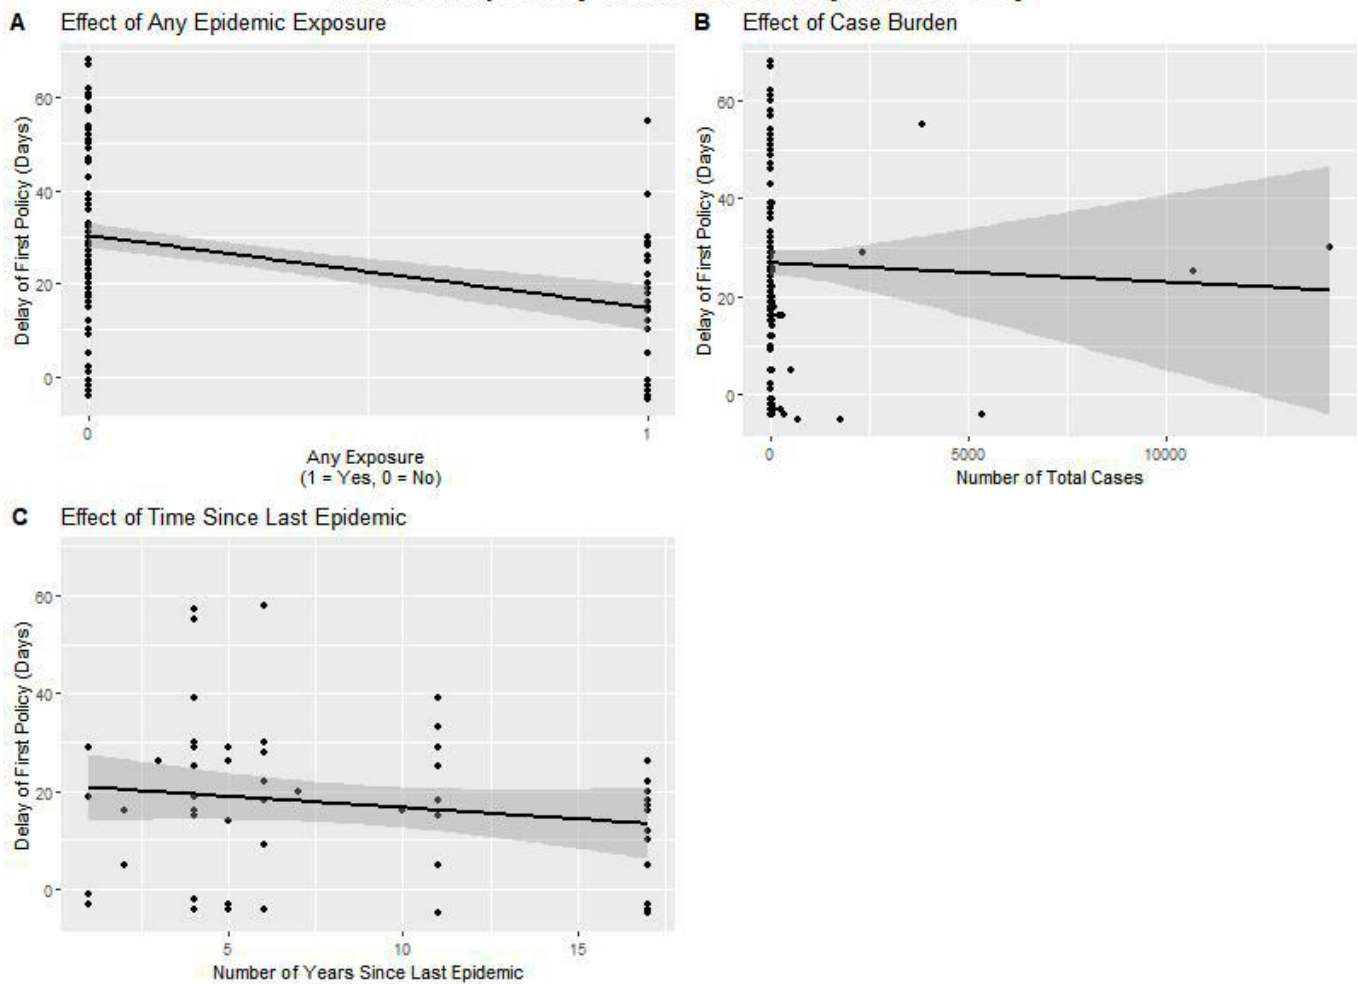 A Effect of Any Epidemic Exposure
60
40
20
0
Delay of First Policy (Days)
0 1
Any Exposure
(1 = Yes, 0 = No)
B Effect of Case Burden
60
40
20
0
Delay of First Policy (Days)
0 5000 10000
Number of Total Cases
C Effect of Time Since Last Epidemic
60
40
20
0
Delay of First Policy (Days)
5 10 15
Number of Years Since Last Epidemic